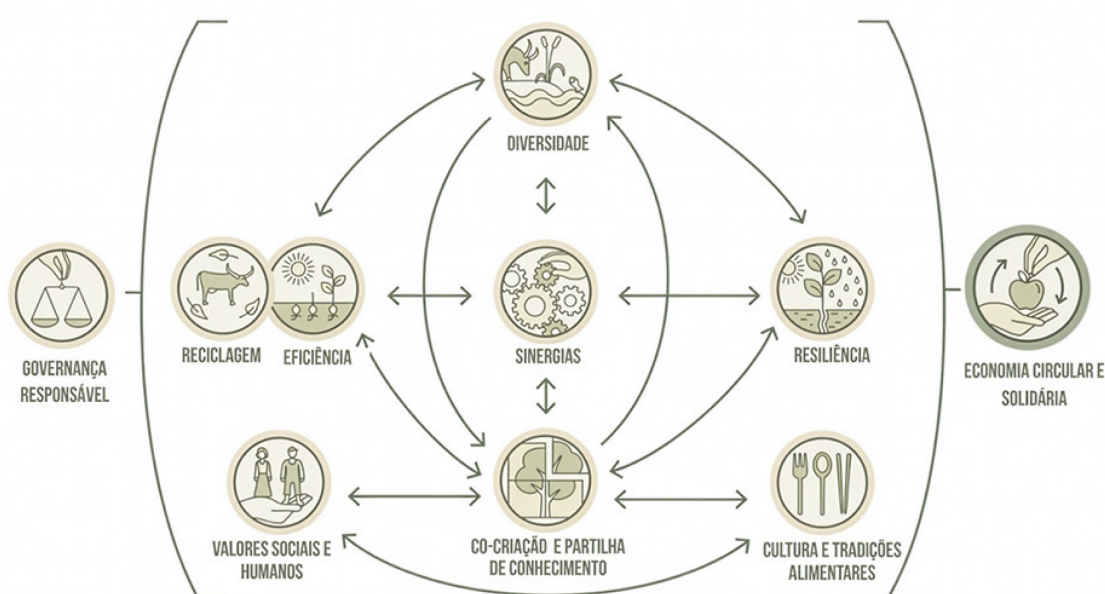 DIVERSIDADE
GOVERNANÇA
RESPONSÁVEL
RECICLAGEM
EFICIÊNCIA
SINERGIAS
RESILIÊNCIA
ECONOMIA CIRCULAR E
SOLIDÁRIA
VALORES SOCIAIS E
HUMANOS
CO-CRIAÇÃO E PARTILHA
DE CONHECIMENTO
CULTURA E TRADIÇÕES
ALIMENTARES